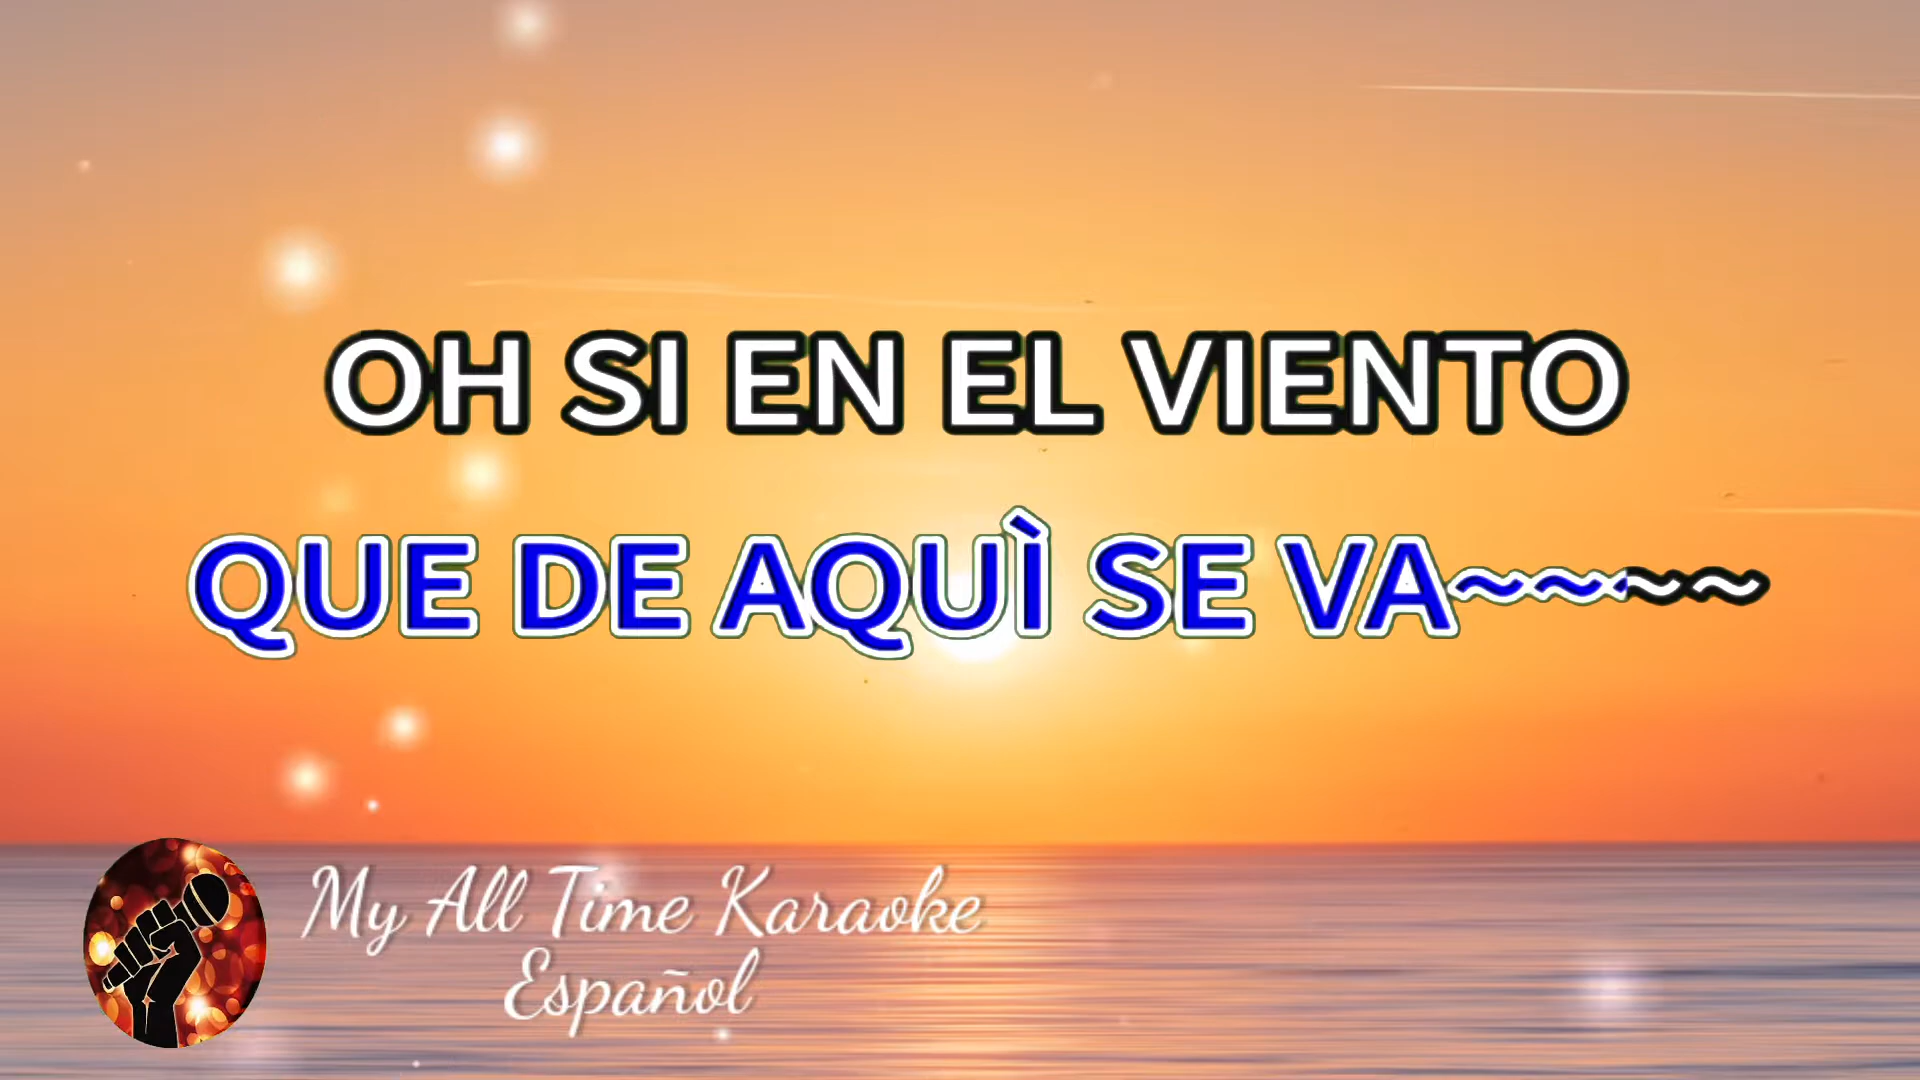 OH SI EN EL VIENTO
QUE DE AQUÌ SE VA~~~~
My All Time Karaoke
Español